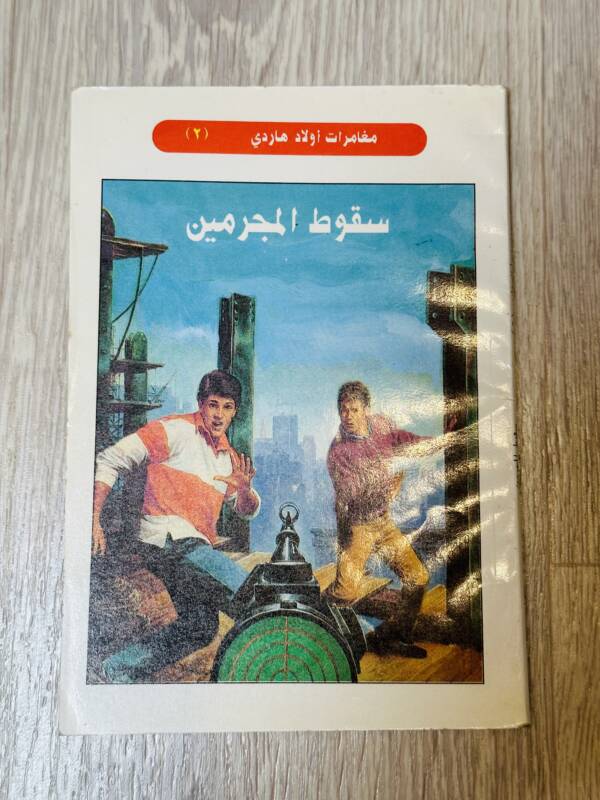 مغامرات أولاد هاردي (٢)
سقوط المجرمين